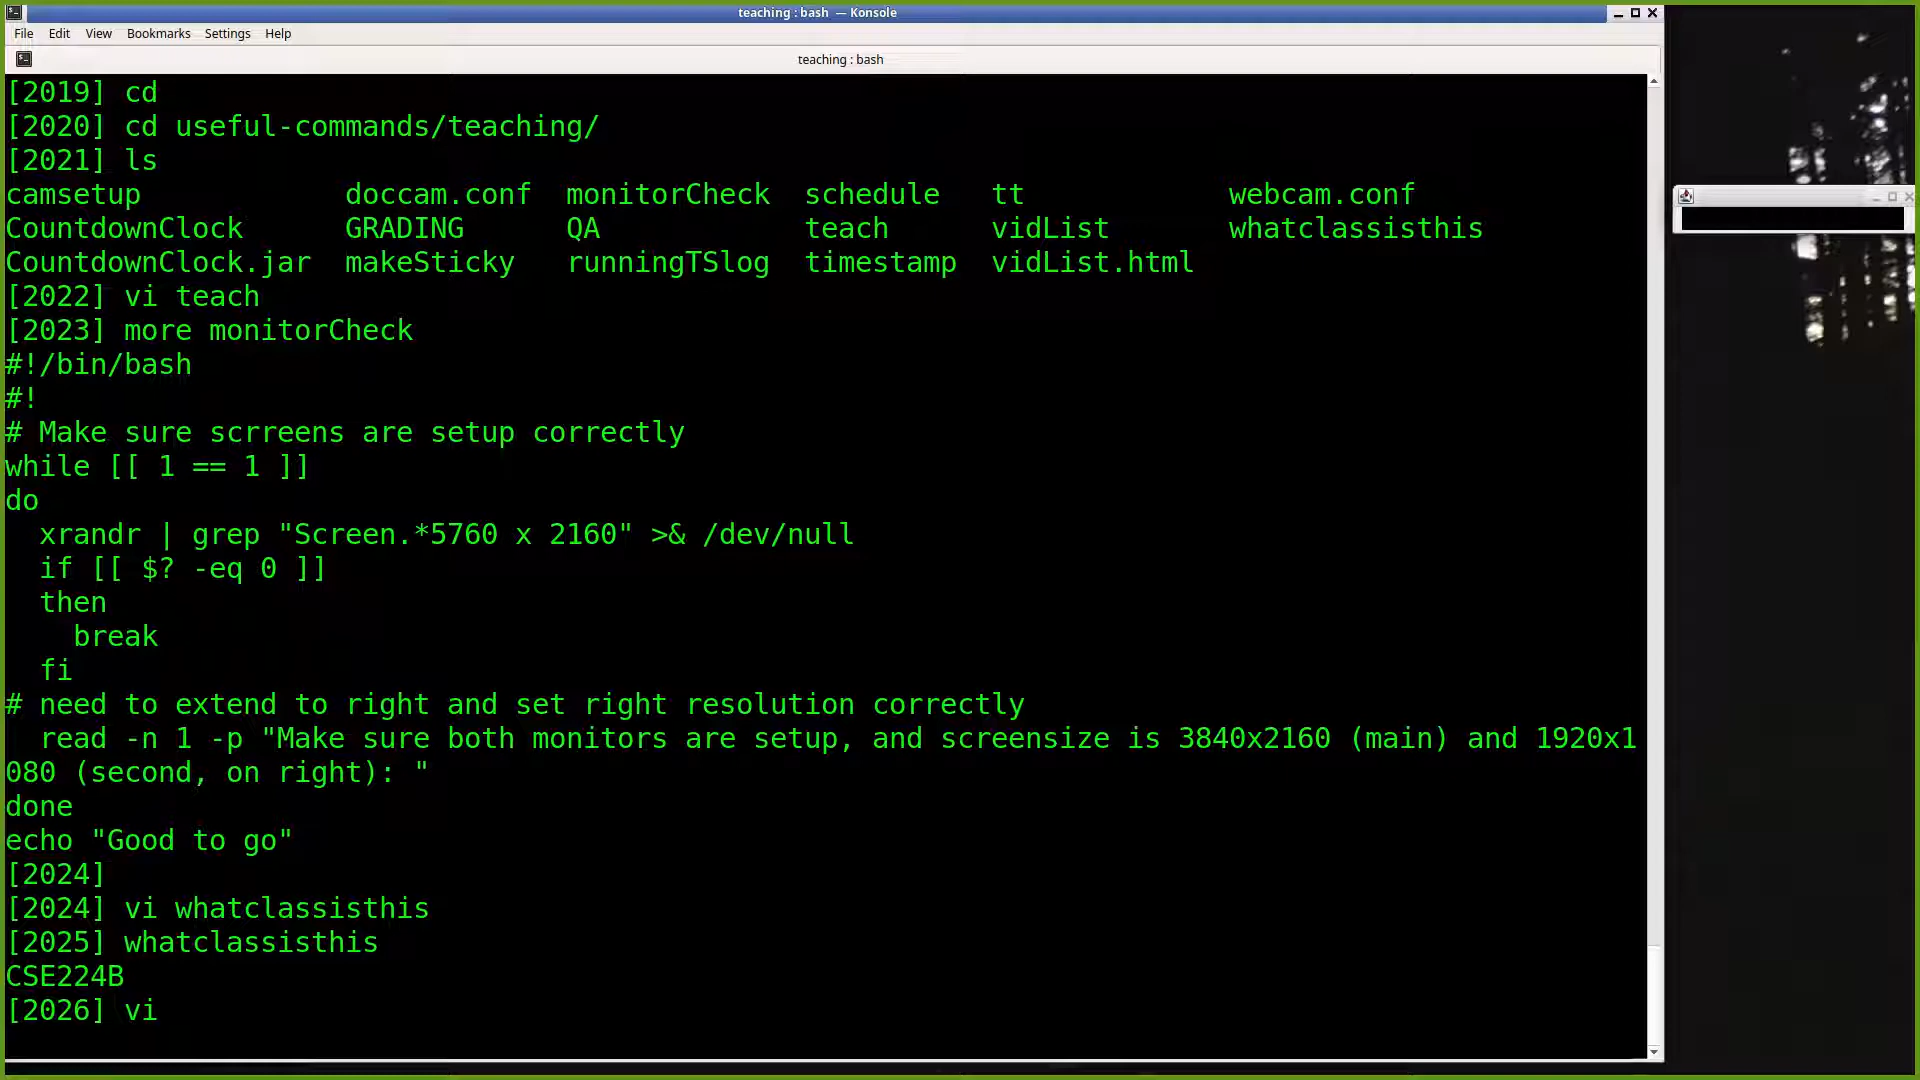 teaching : bash — Konsole
File Edit View Bookmarks Settings Help
teaching : bash
[2019] cd
[2020] cd useful-commands/teaching/
[2021] ls
camsetup doccam.conf monitorCheck schedule tt webcam.conf
CountdownClock GRADING QA teach vidList whatclassisthis
CountdownClock.jar makeSticky runningTSlog timestamp vidList.html
[2022] vi teach
[2023] more monitorCheck
#!/bin/bash
#!
# Make sure scrreens are setup correctly
while [[ 1 == 1 ]]
do
  xrandr | grep "Screen.*5760 x 2160" >& /dev/null
  if [[ $? -eq 0 ]]
  then
    break
  fi
# need to extend to right and set right resolution correctly
  read -n 1 -p "Make sure both monitors are setup, and screensize is 3840x2160 (main) and 1920x1
080 (second, on right): "
done
echo "Good to go"
[2024]
[2024] vi whatclassisthis
[2025] whatclassisthis
CSE224B
[2026] vi